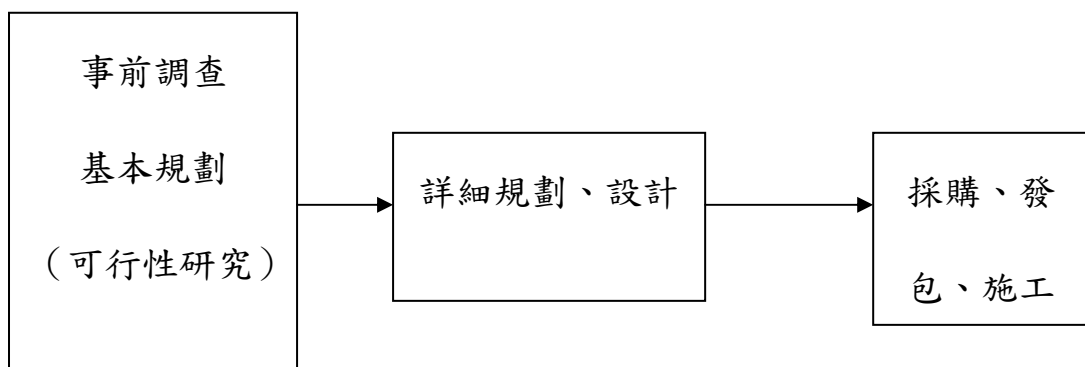 事前調查
基本規劃
（可行性研究）
詳細規劃、設計
採購、發
包、施工